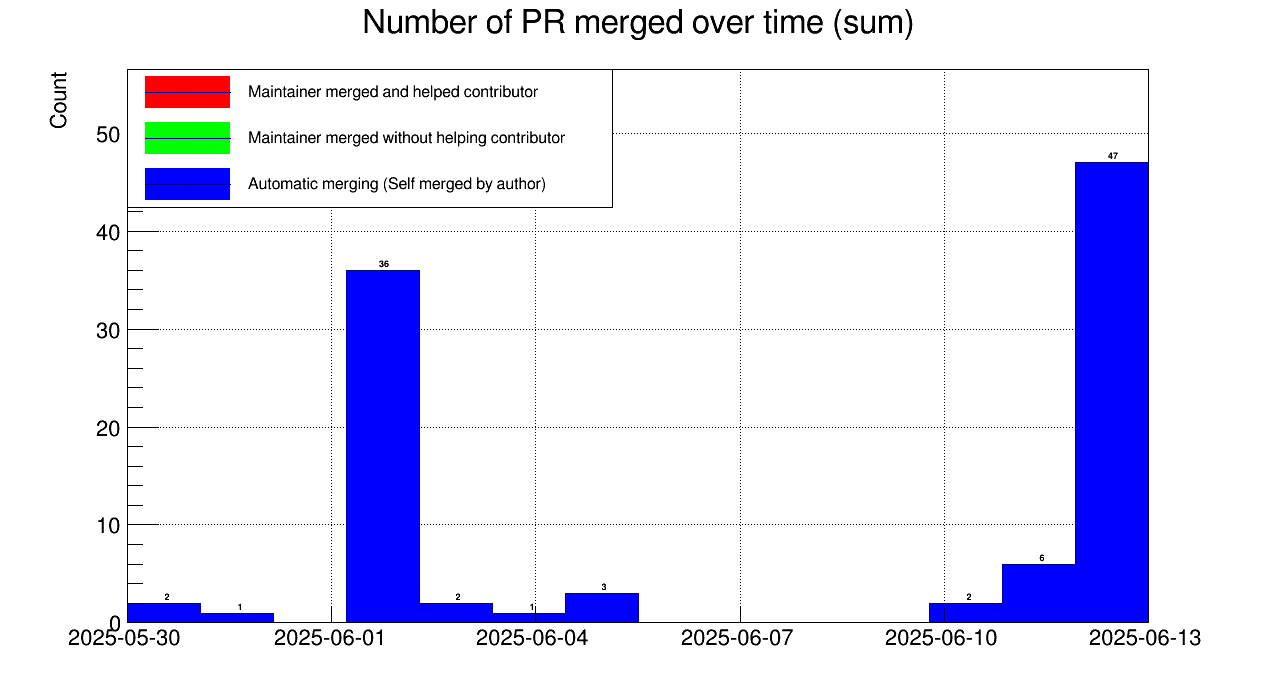 Number of PR merged over time (sum)
Count
Maintainer merged and helped contributor
Maintainer merged without helping contributor
Automatic merging (Self merged by author)
50
40
30
20
10
0
47
36
2
1
2
1
3
2
6
2025-05-30 2025-06-01 2025-06-04 2025-06-07 2025-06-10 2025-06-13